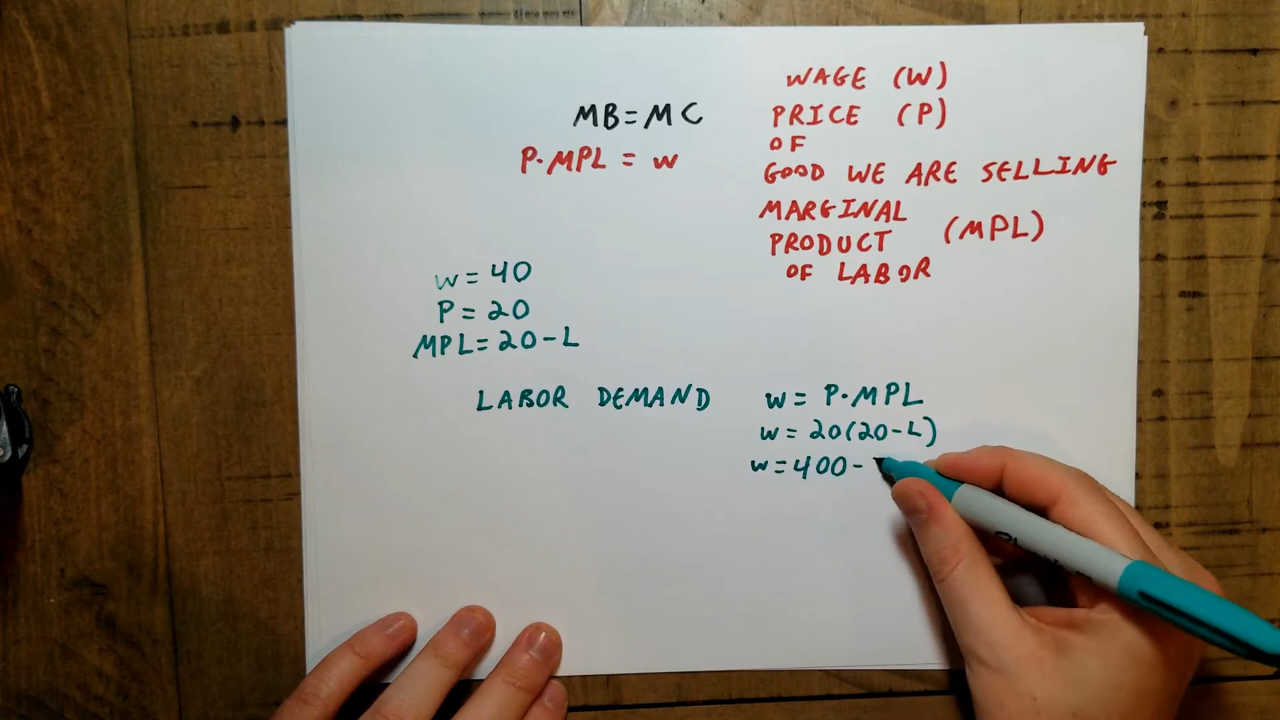 MB=MC
P·MPL = w
WAGE (W)
PRICE (P)
OF
GOOD WE ARE SELLING
MARGINAL
PRODUCT (MPL)
OF LABOR
w = 40
P = 20
MPL = 20-L
LABOR DEMAND
w = P·MPL
w = 20(20-L)
w = 400-